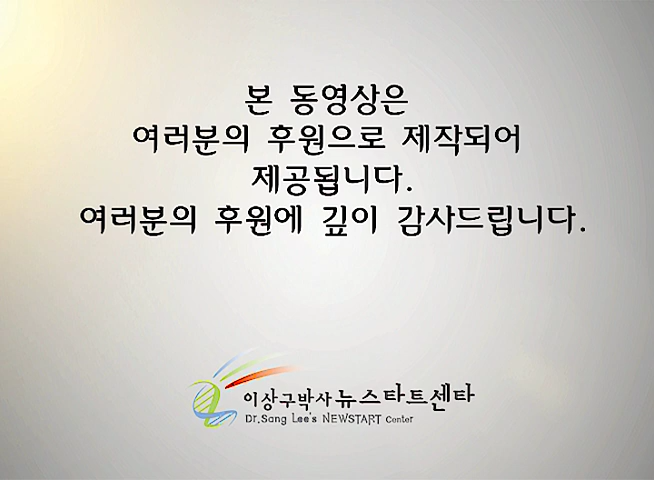 본 동영상은
여러분의 후원으로 제작되어
제공됩니다.
여러분의 후원에 깊이 감사드립니다.
이상구박사 뉴스타트센타
Dr.Sang Lee's NEWSTART Center